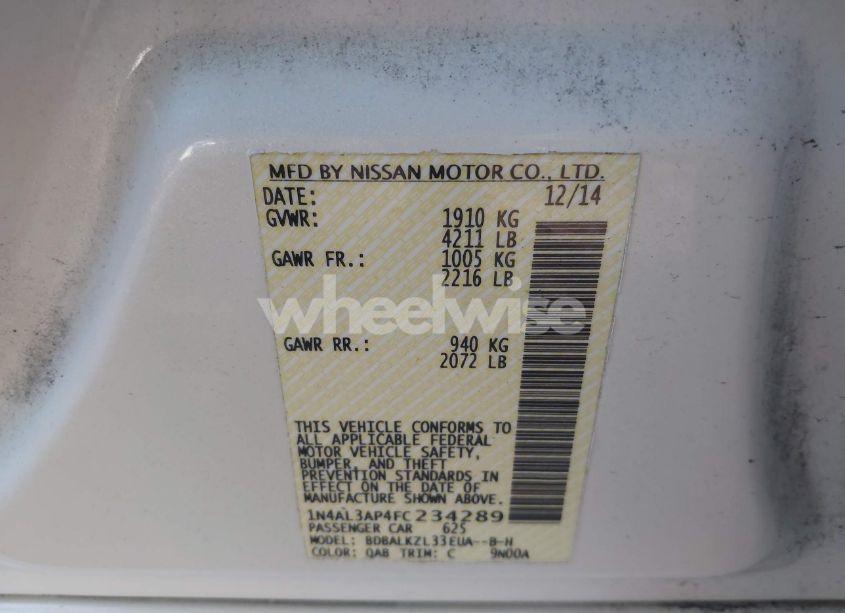 MFD BY NISSAN MOTOR CO., LTD.
DATE: 12/14
GVWR: 1910 KG
4211 LB
GAWR FR.: 1005 KG
2216 LB
wheelwise
GAWR RR.: 940 KG
2072 LB
THIS VEHICLE CONFORMS TO
ALL APPLICABLE FEDERAL
MOTOR VEHICLE SAFETY,
BUMPER, AND THEFT
PREVENTION STANDARDS IN
EFFECT ON THE DATE OF
MANUFACTURE SHOWN ABOVE.
1N4AL3AP4FC234289
PASSENGER CAR 625
MODEL: BDBALKZL33EUA--B-H
COLOR: QAB TRIM: C 9N00A